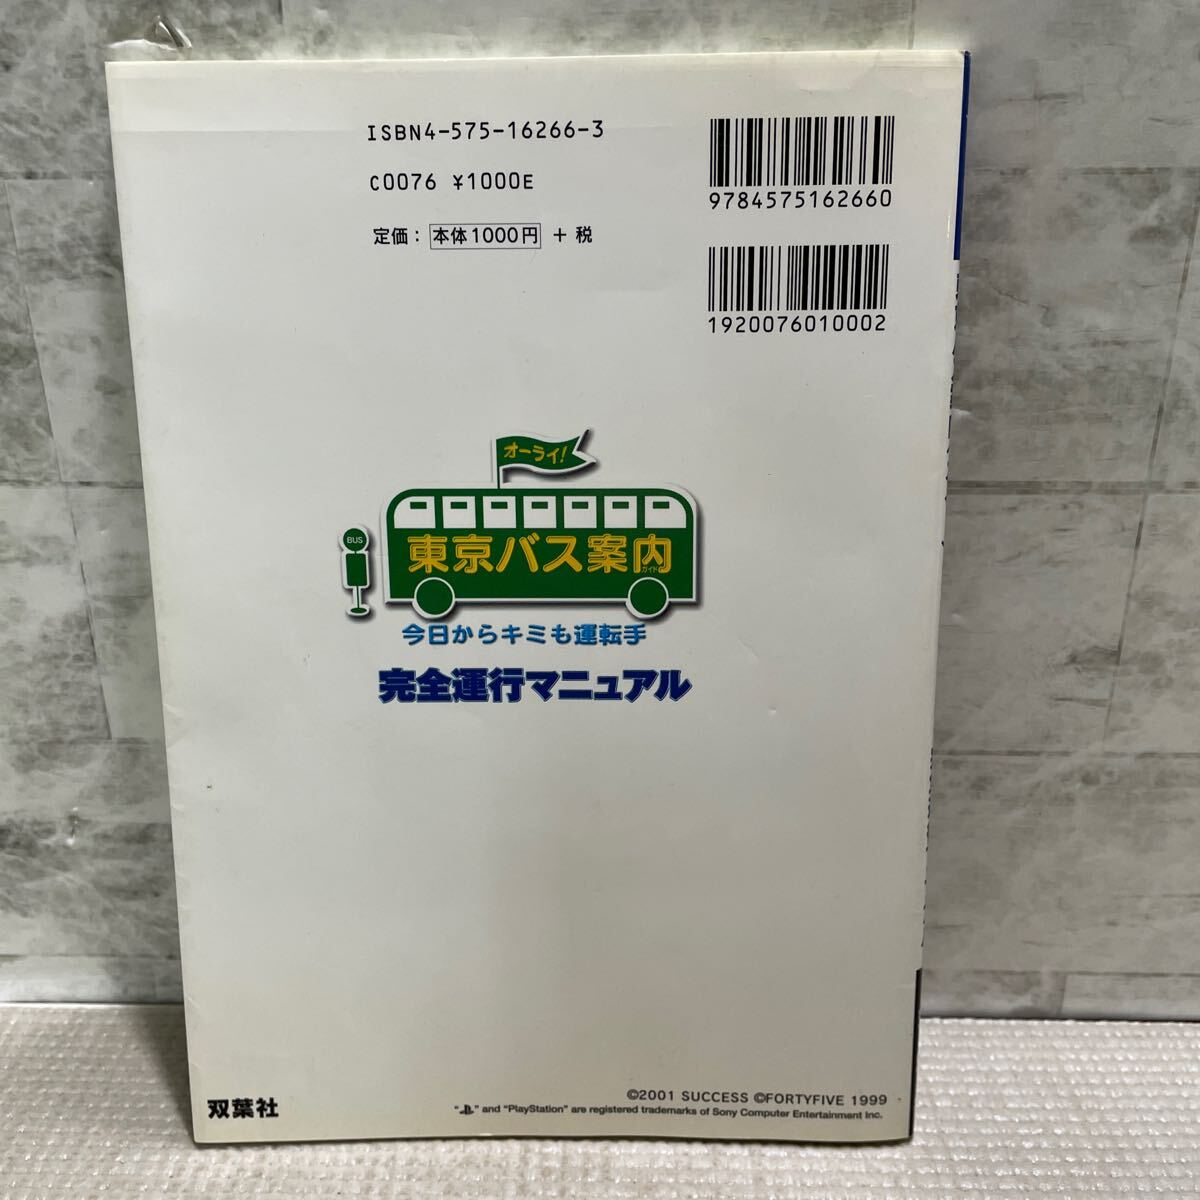 ISBN4-575-16266-3
C0076 ¥1000E
定価： 本体1000円 + 税
9784575162660
1920076010002
オーライ!
BUS
東京バス案内
ガイド
今日からキミも運転手
完全運行マニュアル
双葉社
©2001 SUCCESS ©FORTYFIVE 1999
"PS" and "PlayStation" are registered trademarks of Sony Computer Entertainment Inc.